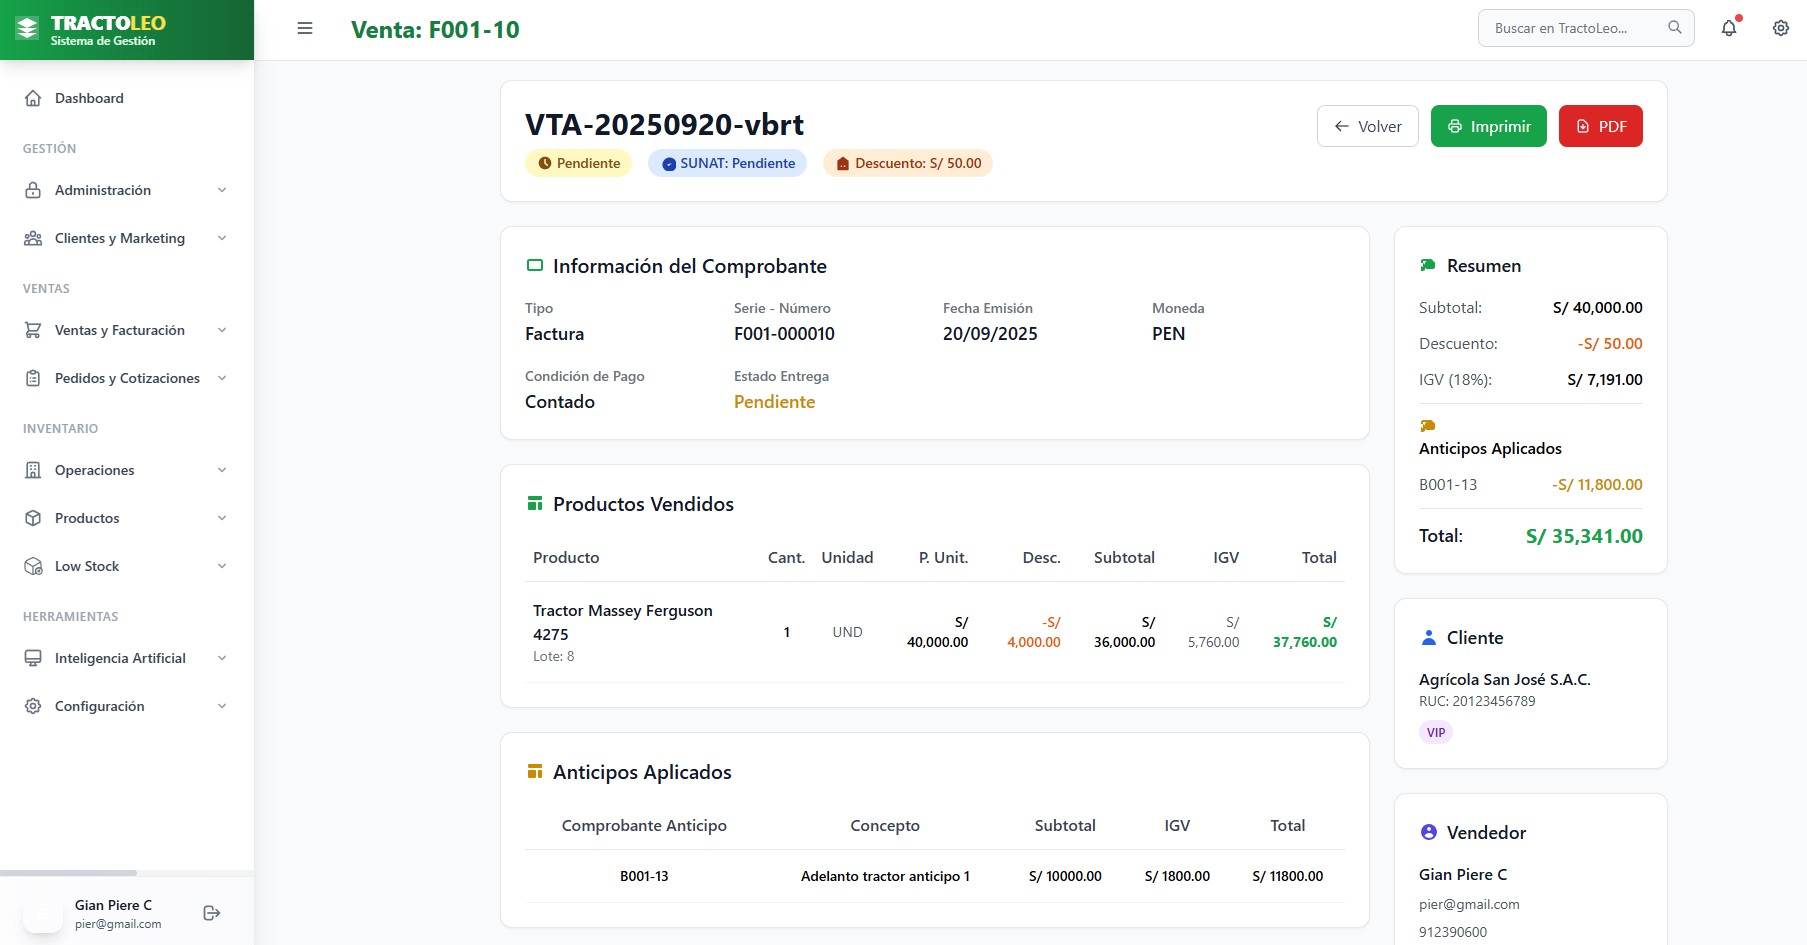 TRACTOLEO
Sistema de Gestión
Venta: F001-10
Buscar en TractoLeo...
Dashboard
GESTIÓN
Administración
Clientes y Marketing
VENTAS
Ventas y Facturación
Pedidos y Cotizaciones
INVENTARIO
Operaciones
Productos
Low Stock
HERRAMIENTAS
Inteligencia Artificial
Configuración
Gian Piere C
pier@gmail.com
VTA-20250920-vbrt
Pendiente
SUNAT: Pendiente
Descuento: S/ 50.00
Volver
Imprimir
PDF
Información del Comprobante
Tipo
Factura
Serie - Número
F001-000010
Fecha Emisión
20/09/2025
Moneda
PEN
Condición de Pago
Contado
Estado Entrega
Pendiente
Productos Vendidos
Producto Cant. Unidad P. Unit. Desc. Subtotal IGV Total
Tractor Massey Ferguson
4275
Lote: 8
1
UND
S/
40,000.00
-S/
4,000.00
S/
36,000.00
S/
5,760.00
S/
37,760.00
Anticipos Aplicados
Comprobante Anticipo Concepto Subtotal IGV Total
B001-13 Adelanto tractor anticipo 1 S/ 10000.00 S/ 1800.00 S/ 11800.00
Resumen
Subtotal: S/ 40,000.00
Descuento: -S/ 50.00
IGV (18%): S/ 7,191.00
Anticipos Aplicados
B001-13 -S/ 11,800.00
Total: S/ 35,341.00
Cliente
Agrícola San José S.A.C.
RUC: 20123456789
VIP
Vendedor
Gian Piere C
pier@gmail.com
912390600